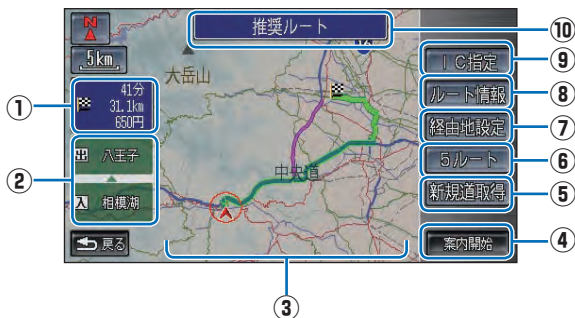 推奨ルート
⑩
N
.5km.
大岳山
ＩＣ指定
⑨
①
41分
31.1km
650円
ルート情報
⑧
経由地設定
⑦
②
出 八王子
中央道
５ルート
⑥
入 相模湖
新規道取得
⑤
戻る
案内開始
④
③